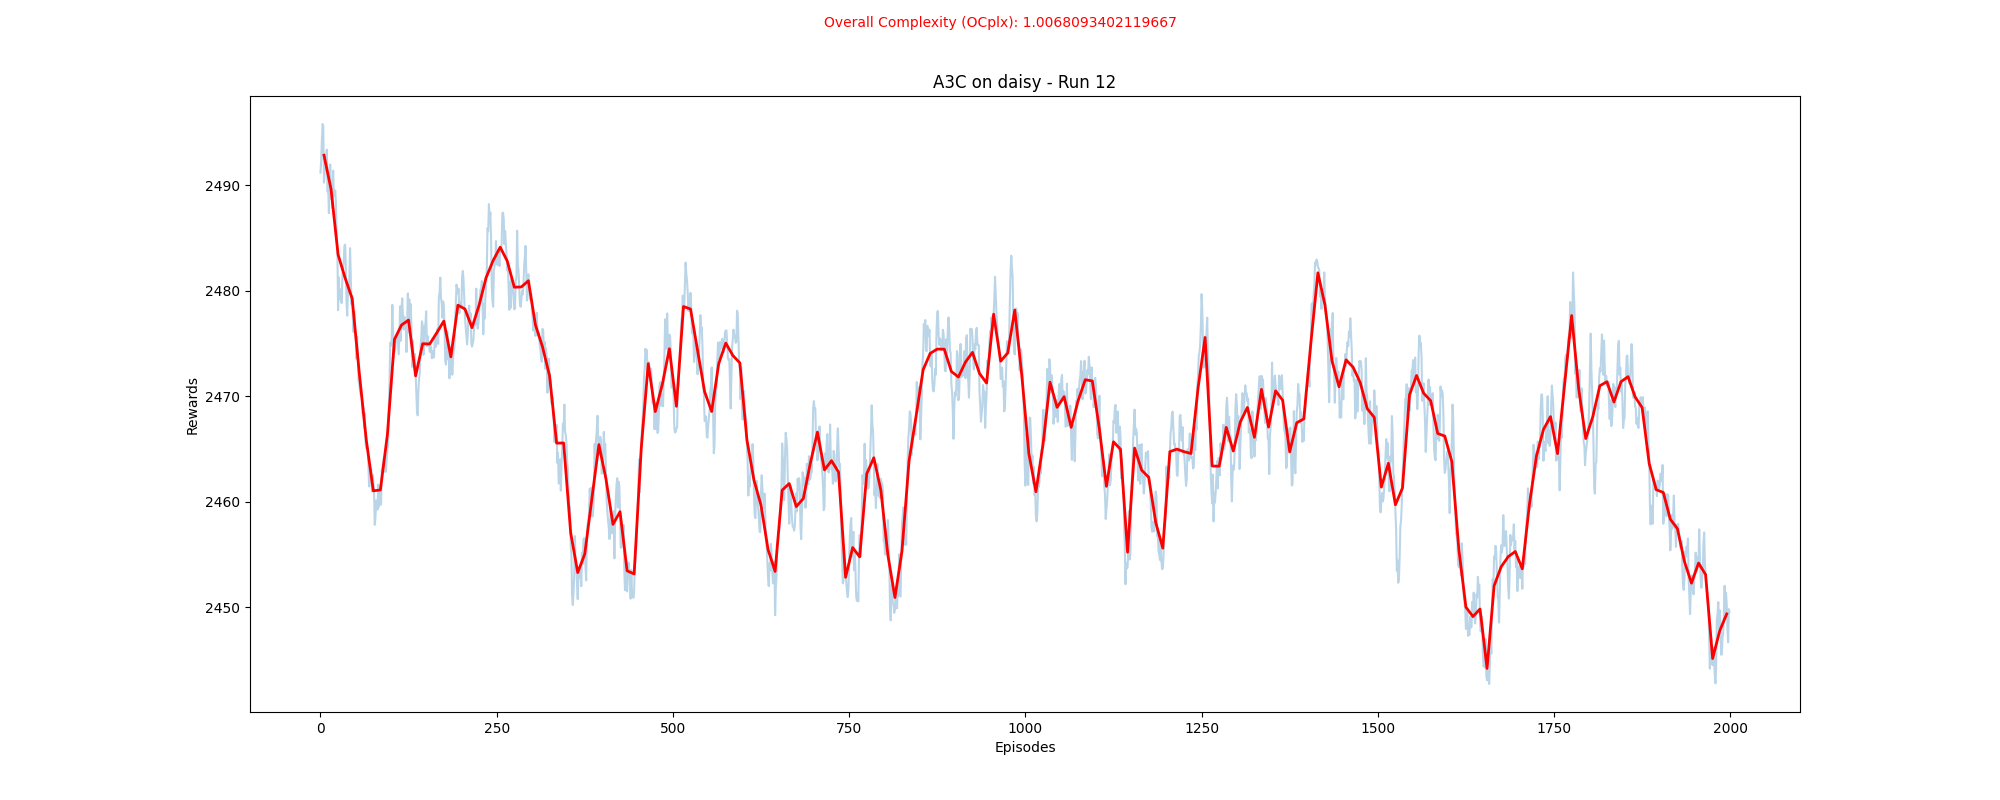 Overall Complexity (OCplx): 1.0068093402119667
A3C on daisy - Run 12
Rewards
2490
2480
2470
2460
2450
0 250 500 750 1000 1250 1500 1750 2000
Episodes